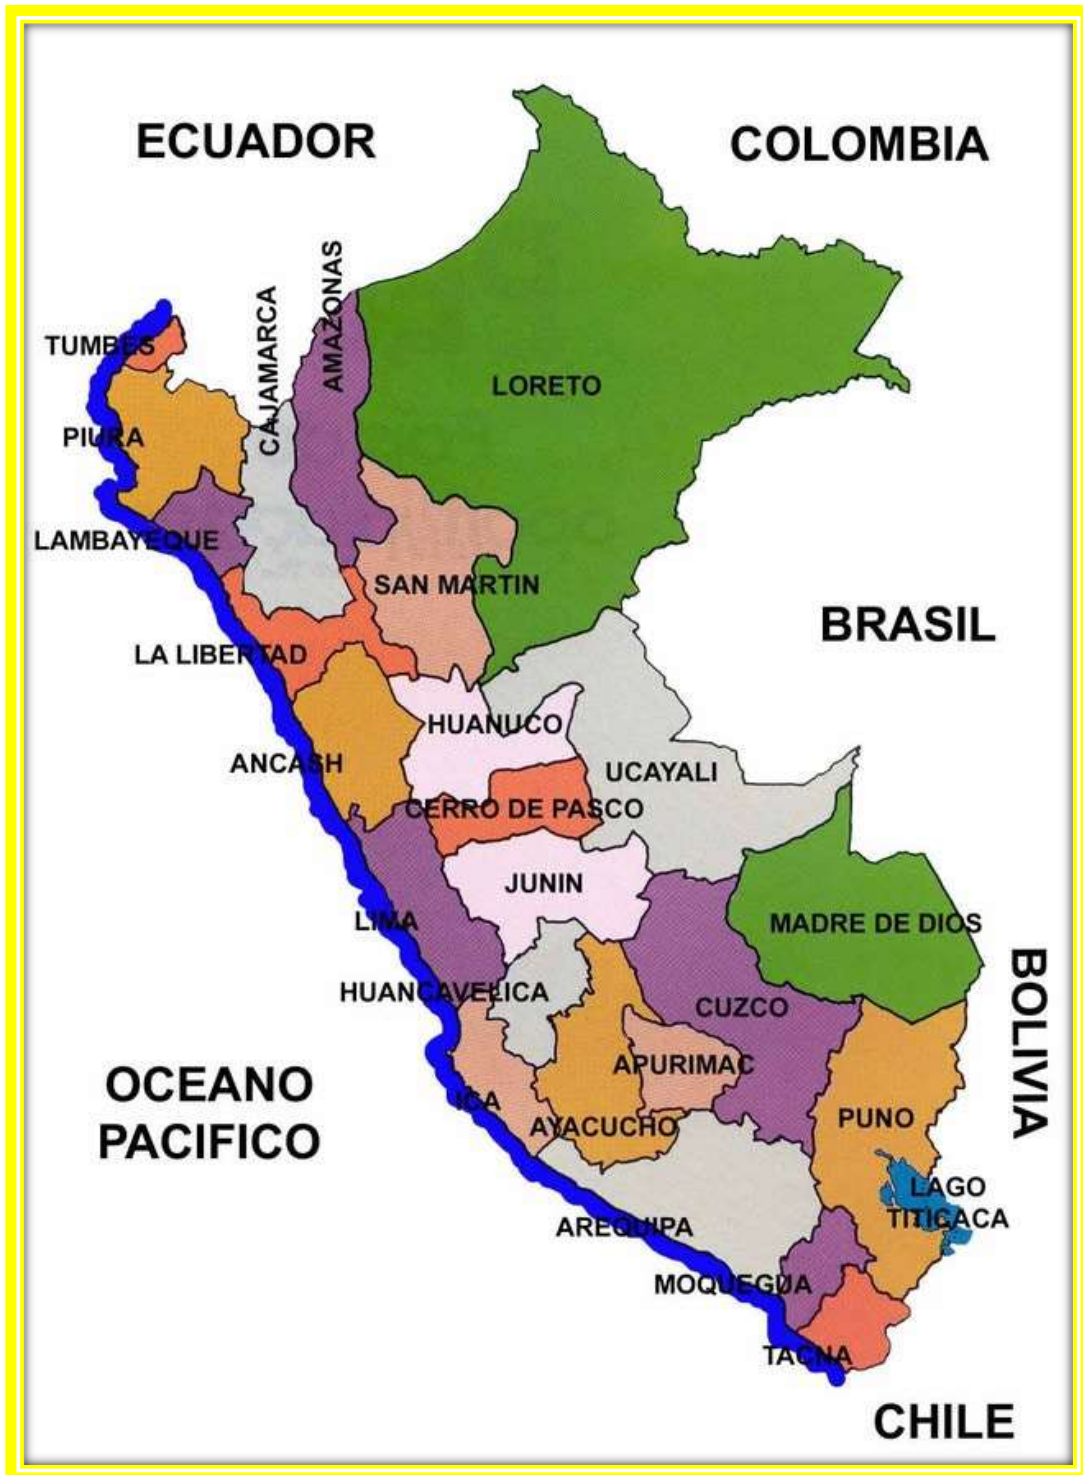 ECUADOR
COLOMBIA
AMAZONAS
CAJAMARCA
TUMBES
LORETO
PIURA
LAMBAYEQUE
SAN MARTIN
BRASIL
LA LIBERTAD
HUANUCO
ANCASH
UCAYALI
CERRO DE PASCO
JUNIN
LIMA
MADRE DE DIOS
HUANCAVELICA
CUZCO
BOLIVIA
APURIMAC
OCEANO
PACIFICO
ICA
AYACUCHO
PUNO
LAGO
TITICACA
AREQUIPA
MOQUEGUA
TACNA
CHILE